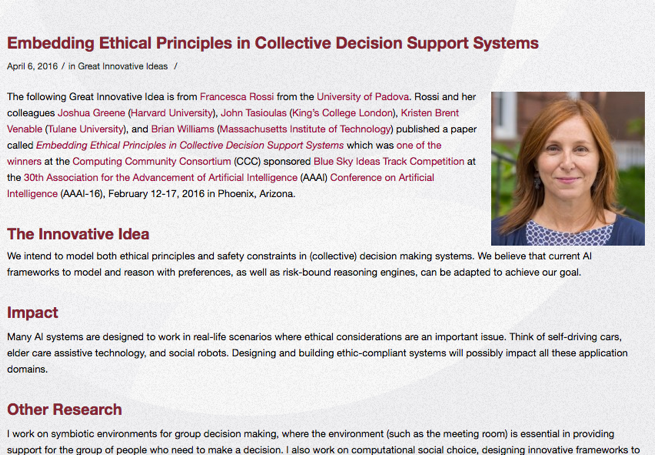 Embedding Ethical Principles in Collective Decision Support Systems
April 6, 2016 / in Great Innovative Ideas /
The following Great Innovative Idea is from Francesca Rossi from the University of Padova. Rossi and her
colleagues Joshua Greene (Harvard University), John Tasioulas (King's College London), Kristen Brent
Venable (Tulane University), and Brian Williams (Massachusetts Institute of Technology) published a paper
called Embedding Ethical Principles in Collective Decision Support Systems which was one of the
winners at the Computing Community Consortium (CCC) sponsored Blue Sky Ideas Track Competition at
the 30th Association for the Advancement of Artificial Intelligence (AAAI) Conference on Artificial
Intelligence (AAAI-16), February 12-17, 2016 in Phoenix, Arizona.
The Innovative Idea
We intend to model both ethical principles and safety constraints in (collective) decision making systems. We believe that current AI
frameworks to model and reason with preferences, as well as risk-bound reasoning engines, can be adapted to achieve our goal.
Impact
Many AI systems are designed to work in real-life scenarios where ethical considerations are an important issue. Think of self-driving cars,
elder care assistive technology, and social robots. Designing and building ethic-compliant systems will possibly impact all these application
domains.
Other Research
I work on symbiotic environments for group decision making, where the environment (such as the meeting room) is essential in providing
support for the group of people who need to make a decision. I also work on computational social choice, designing innovative frameworks to